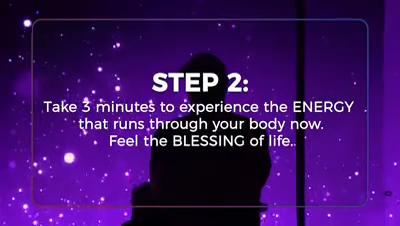 STEP 2:
Take 3 minutes to experience the ENERGY
that runs through your body now.
Feel the BLESSING of life..